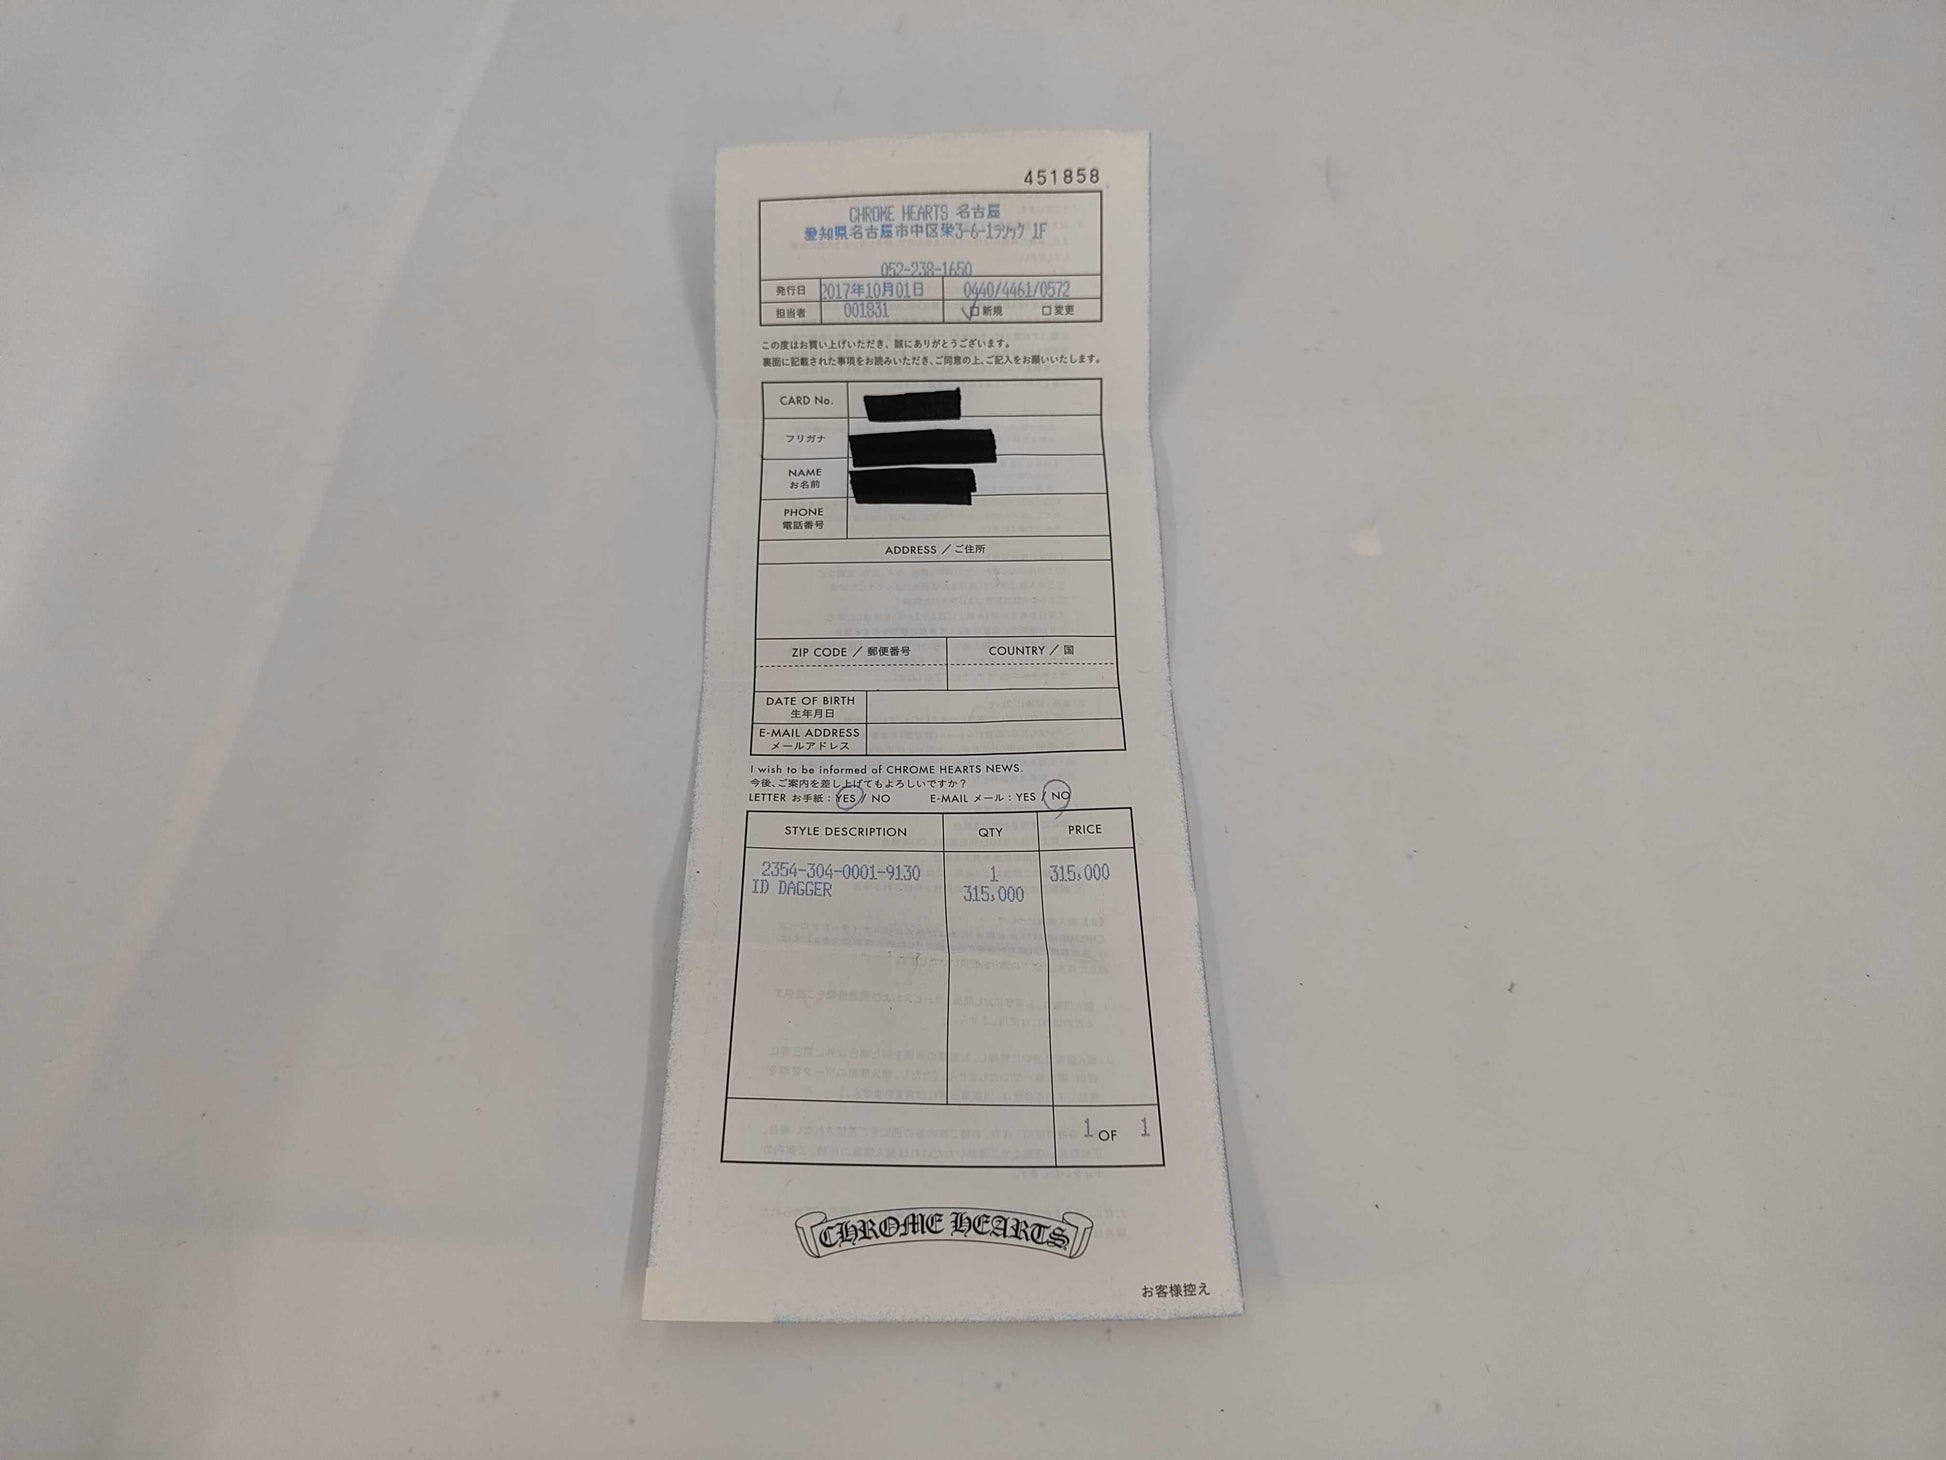 451858
CHROME HEARTS 名古屋
愛知県名古屋市中区栄3-6-1ラシック 1F
052-238-1650
発行日 2017年10月01日 0440/4461/0572
担当者 001831 新規 変更
この度はお買い上げいただき、誠にありがとうございます。
裏面に記載された事項をお読みいただき、ご同意の上、ご記入をお願いいたします。
CARD No.
フリガナ
NAME
お名前
PHONE
電話番号
ADDRESS / ご住所
ZIP CODE / 郵便番号 COUNTRY / 国
DATE OF BIRTH
生年月日
E-MAIL ADDRESS
メールアドレス
I wish to be informed of CHROME HEARTS NEWS.
今後、ご案内を差し上げてもよろしいですか?
LETTER お手紙 : YES / NO E-MAIL メール : YES / NO
STYLE DESCRIPTION QTY PRICE
2354-304-0001-9130 1 315,000
ID DAGGER 315,000
1 OF 1
CHROME HEARTS
お客様控え